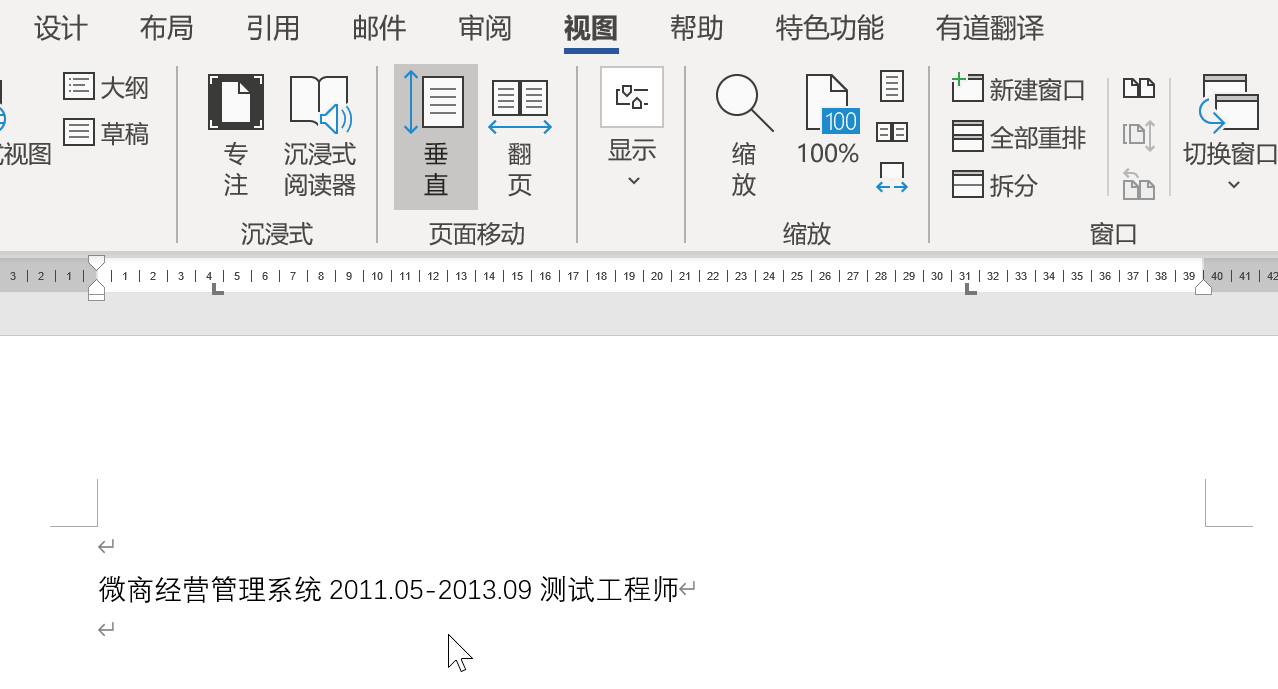 设计 布局 引用 邮件 审阅 视图 帮助 特色功能 有道翻译
大纲
草稿
视图
专注
沉浸式阅读器
沉浸式
垂直
翻页
页面移动
显示
缩放
100
100%
缩放
新建窗口
全部重排
拆分
切换窗口
窗口
3 2 1 1 2 3 4 5 6 7 8 9 10 11 12 13 14 15 16 17 18 19 20 21 22 23 24 25 26 27 28 29 30 31 32 33 34 35 36 37 38 39 40 41 42
微商经营管理系统 2011.05-2013.09 测试工程师